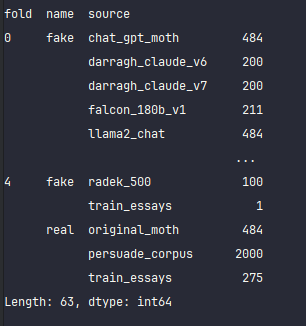 fold  name  source
0     fake  chat_gpt_moth        484
            darragh_claude_v6    200
            darragh_claude_v7    200
            falcon_180b_v1       211
            llama2_chat          484
                                 ...
4     fake  radek_500            100
            train_essays           1
      real  original_moth        484
            persuade_corpus     2000
            train_essays         275
Length: 63, dtype: int64